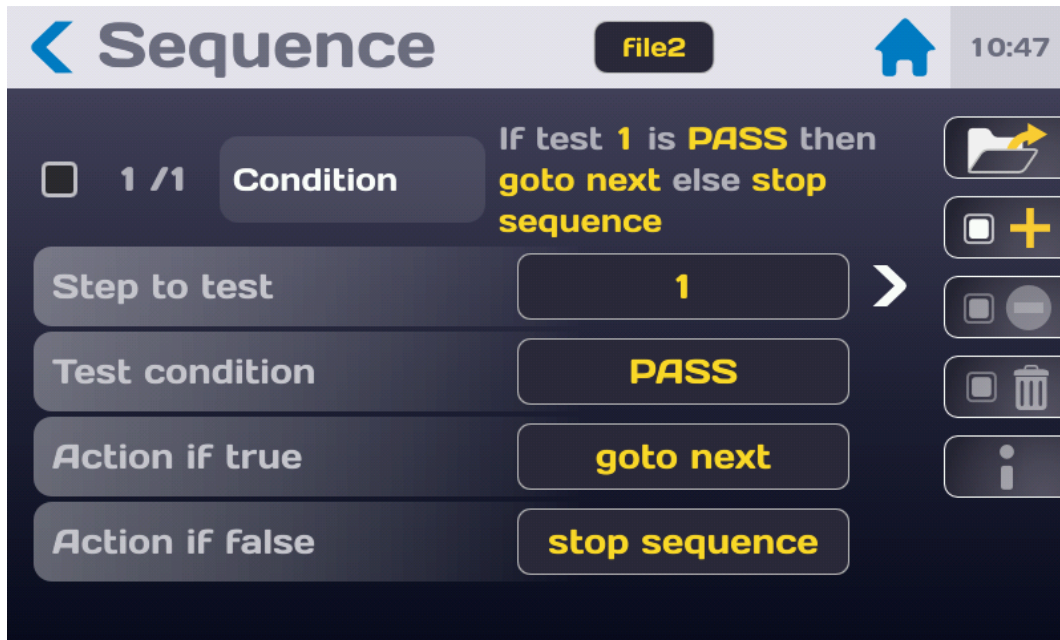 Sequence
file2
10:47
1 /1
Condition
If test 1 is PASS then
goto next else stop
sequence
Step to test
1
Test condition
PASS
Action if true
goto next
Action if false
stop sequence